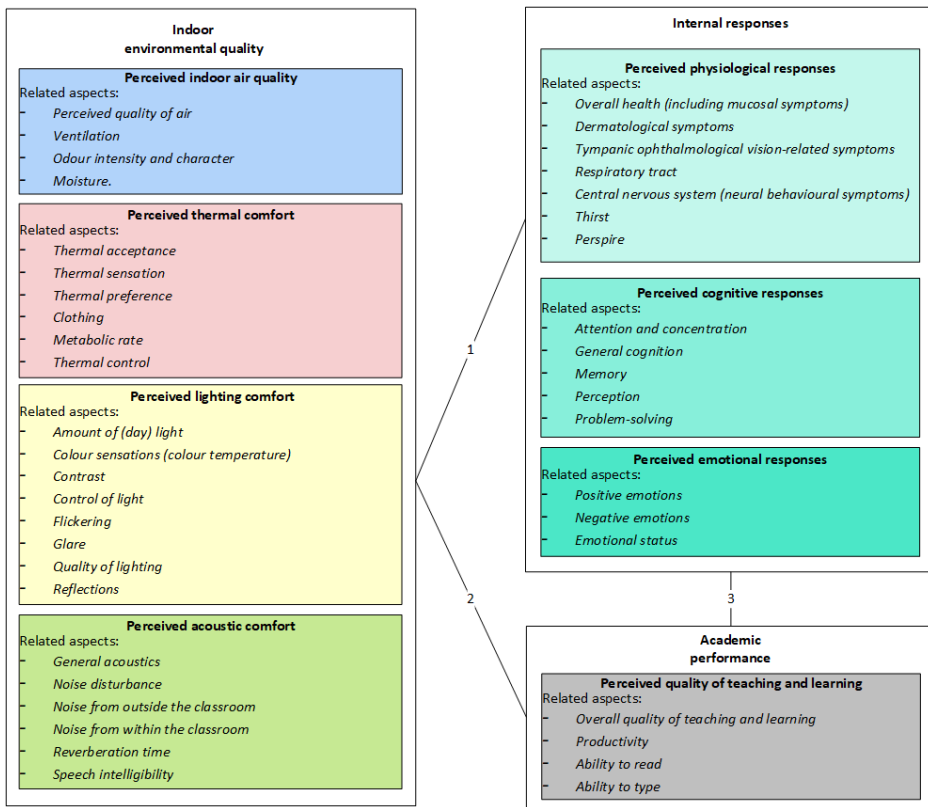 Indoor
environmental quality
Perceived indoor air quality
Related aspects:
- Perceived quality of air
- Ventilation
- Odour intensity and character
- Moisture.
Perceived thermal comfort
Related aspects:
- Thermal acceptance
- Thermal sensation
- Thermal preference
- Clothing
- Metabolic rate
- Thermal control
Perceived lighting comfort
Related aspects:
- Amount of (day) light
- Colour sensations (colour temperature)
- Contrast
- Control of light
- Flickering
- Glare
- Quality of lighting
- Reflections
Perceived acoustic comfort
Related aspects:
- General acoustics
- Noise disturbance
- Noise from outside the classroom
- Noise from within the classroom
- Reverberation time
- Speech intelligibility
1
2
Internal responses
Perceived physiological responses
Related aspects:
- Overall health (including mucosal symptoms)
- Dermatological symptoms
- Tympanic ophthalmological vision-related symptoms
- Respiratory tract
- Central nervous system (neural behavioural symptoms)
- Thirst
- Perspire
Perceived cognitive responses
Related aspects:
- Attention and concentration
- General cognition
- Memory
- Perception
- Problem-solving
Perceived emotional responses
Related aspects:
- Positive emotions
- Negative emotions
- Emotional status
3
Academic
performance
Perceived quality of teaching and learning
Related aspects:
- Overall quality of teaching and learning
- Productivity
- Ability to read
- Ability to type